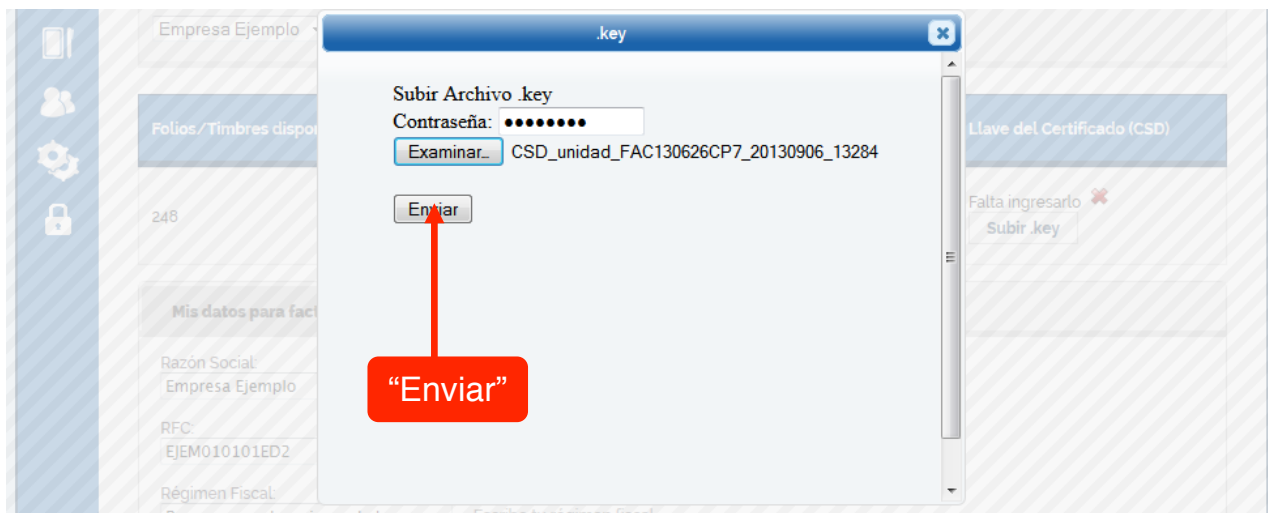 Empresa Ejemplo
.key
Subir Archivo .key
Contraseña: ●●●●●●●●
Examinar... CSD_unidad_FAC130626CP7_20130906_13284
Enviar
Folios/Timbres dispon
Llave del Certificado (CSD)
248
Falta ingresarlo
Subir .key
Mis datos para fact
Razón Social:
Empresa Ejemplo
RFC:
EJEM010101ED2
Régimen Fiscal:
“Enviar”